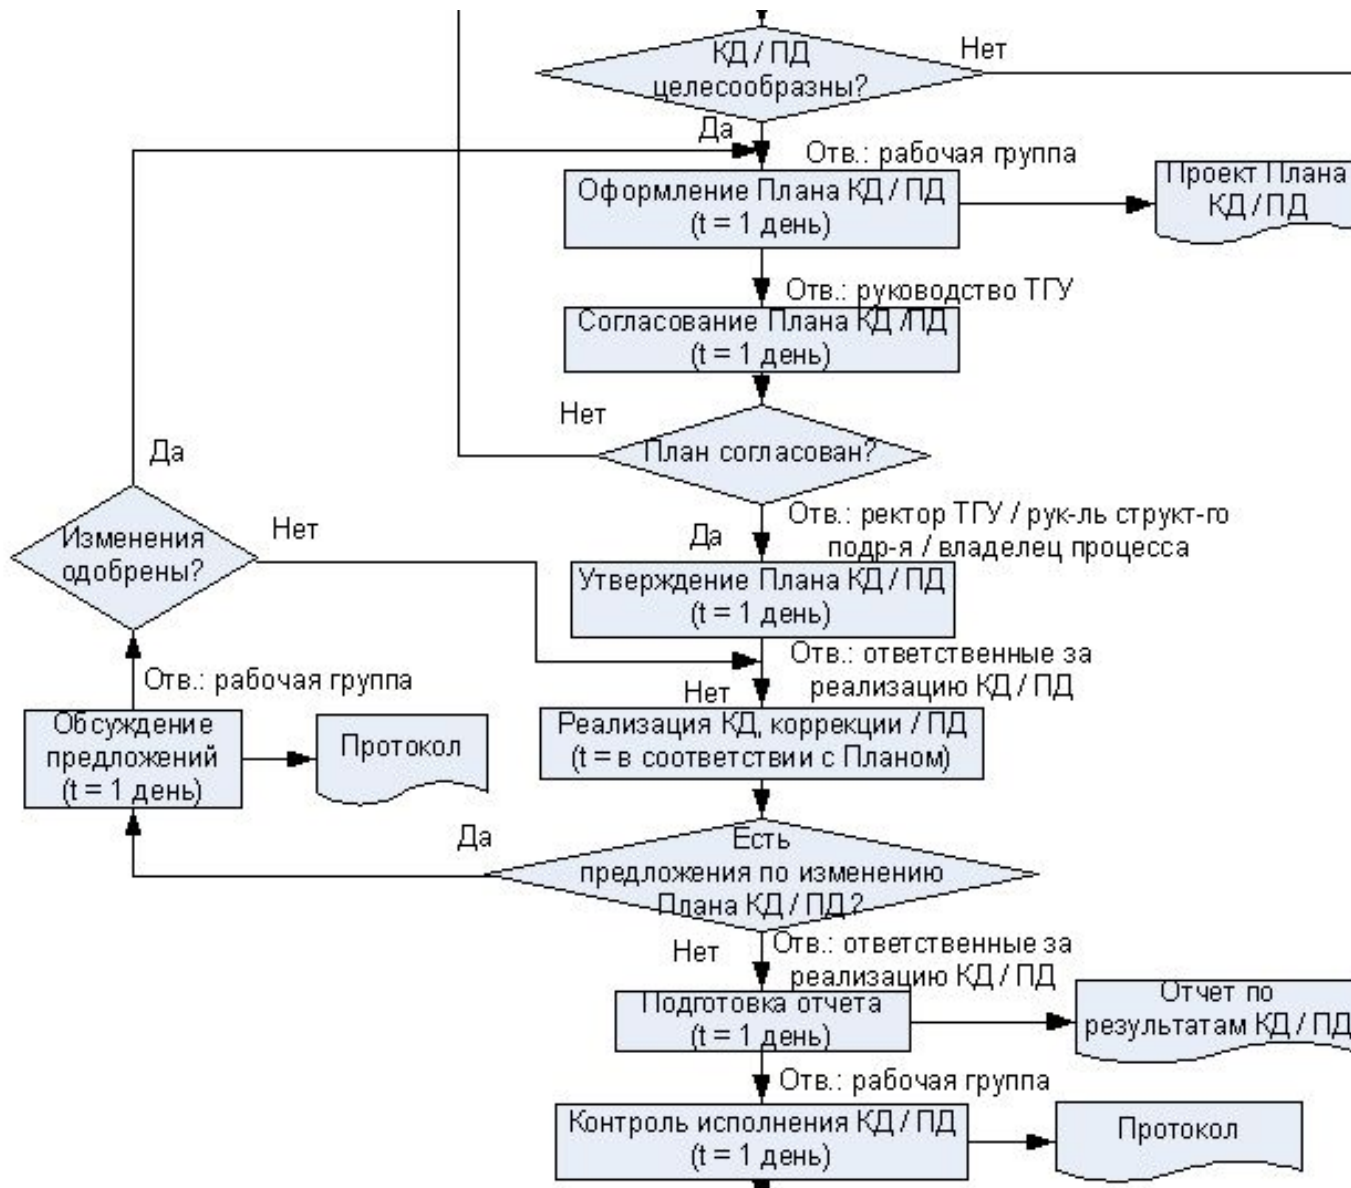 КД / ПД
целесообразны?
Нет
Да
Отв.: рабочая группа
Оформление Плана КД / ПД
(t = 1 день)
Проект Плана
КД / ПД
Отв.: руководство ТГУ
Согласование Плана КД /ПД
(t = 1 день)
Нет
План согласован?
Да
Изменения
одобрены?
Нет
Отв.: ректор ТГУ / рук-ль структ-го
подр-я / владелец процесса
Да
Утверждение Плана КД / ПД
(t = 1 день)
Отв.: ответственные за
реализацию КД / ПД
Нет
Отв.: рабочая группа
Обсуждение
предложений
(t = 1 день)
Протокол
Реализация КД, коррекции / ПД
(t = в соответствии с Планом)
Да
Есть
предложения по изменению
Плана КД / ПД?
Нет
Отв.: ответственные за
реализацию КД / ПД
Подготовка отчета
(t = 1 день)
Отчет по
результатам КД / ПД
Отв.: рабочая группа
Контроль исполнения КД / ПД
(t = 1 день)
Протокол